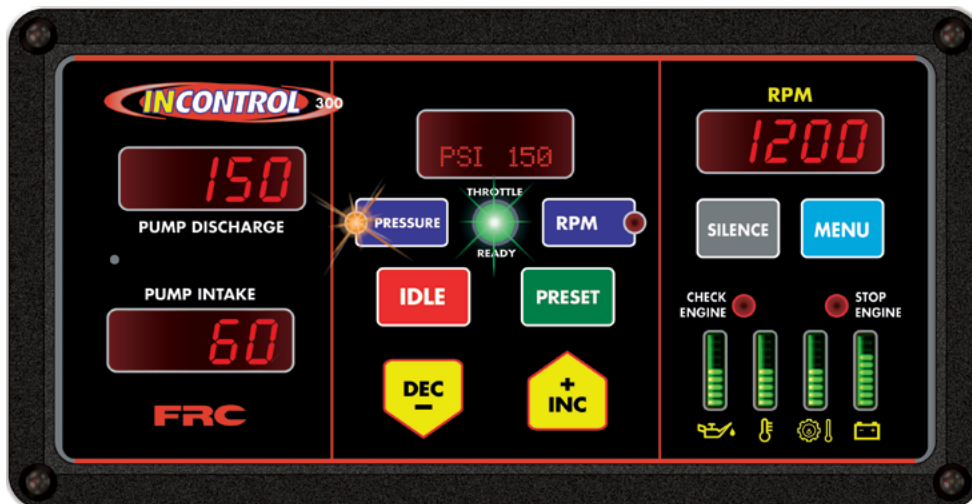 INCONTROL 300
150
PUMP DISCHARGE
PUMP INTAKE
60
FRC
PSI 150
THROTTLE
PRESSURE
RPM
READY
IDLE
PRESET
DEC
-
+
INC
RPM
1200
SILENCE
MENU
CHECK
ENGINE
STOP
ENGINE